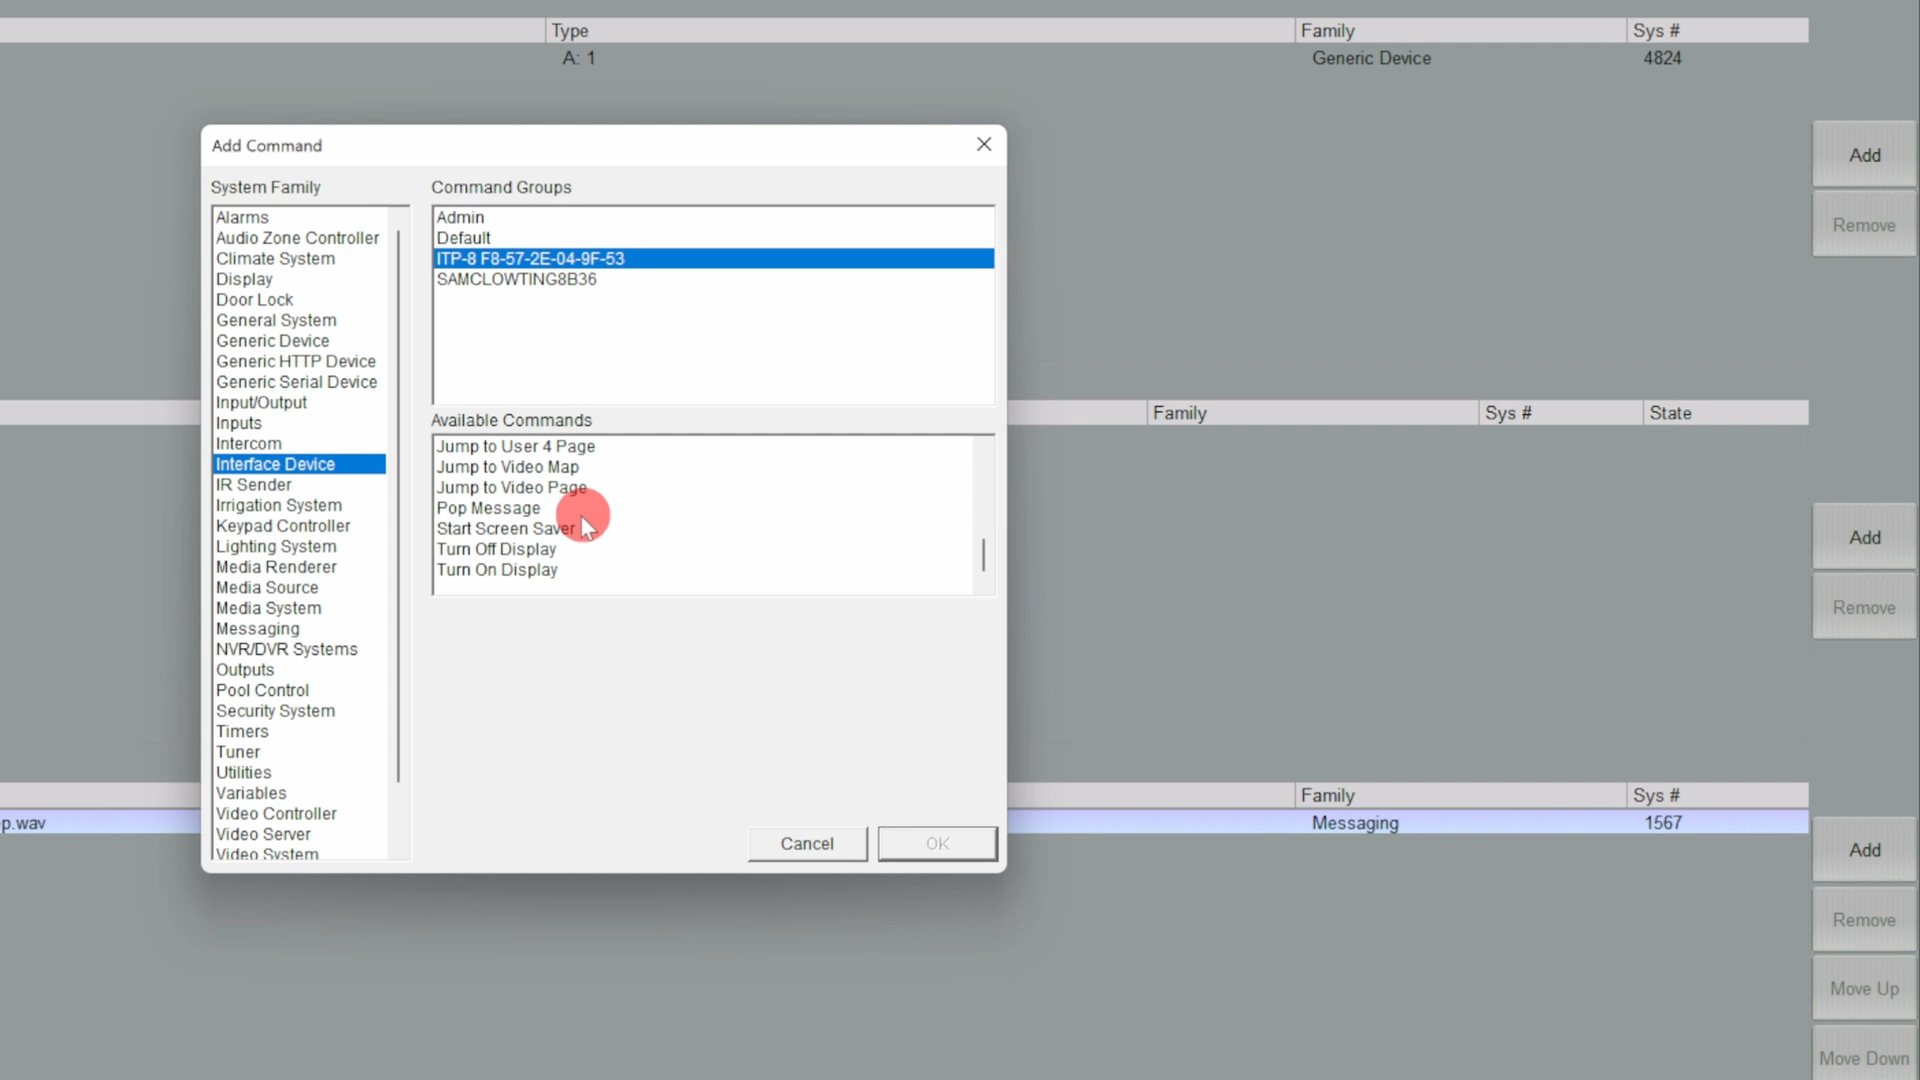 Type
Family
Sys #
A: 1
Generic Device
4824
Add Command
Add
System Family
Command Groups
Alarms
Audio Zone Controller
Climate System
Display
Door Lock
General System
Generic Device
Generic HTTP Device
Generic Serial Device
Input/Output
Inputs
Intercom
Interface Device
IR Sender
Irrigation System
Keypad Controller
Lighting System
Media Renderer
Media Source
Media System
Messaging
NVR/DVR Systems
Outputs
Pool Control
Security System
Timers
Tuner
Utilities
Variables
Video Controller
Video Server
Video System
Admin
Default
ITP-8 F8-57-2E-04-9F-53
SAMCLOWTING8B36
Available Commands
Jump to User 4 Page
Jump to Video Map
Jump to Video Page
Pop Message
Start Screen Saver
Turn Off Display
Turn On Display
Cancel
OK
Remove
Family
Sys #
State
Add
Remove
Family
Sys #
p.wav
Messaging
1567
Add
Remove
Move Up
Move Down